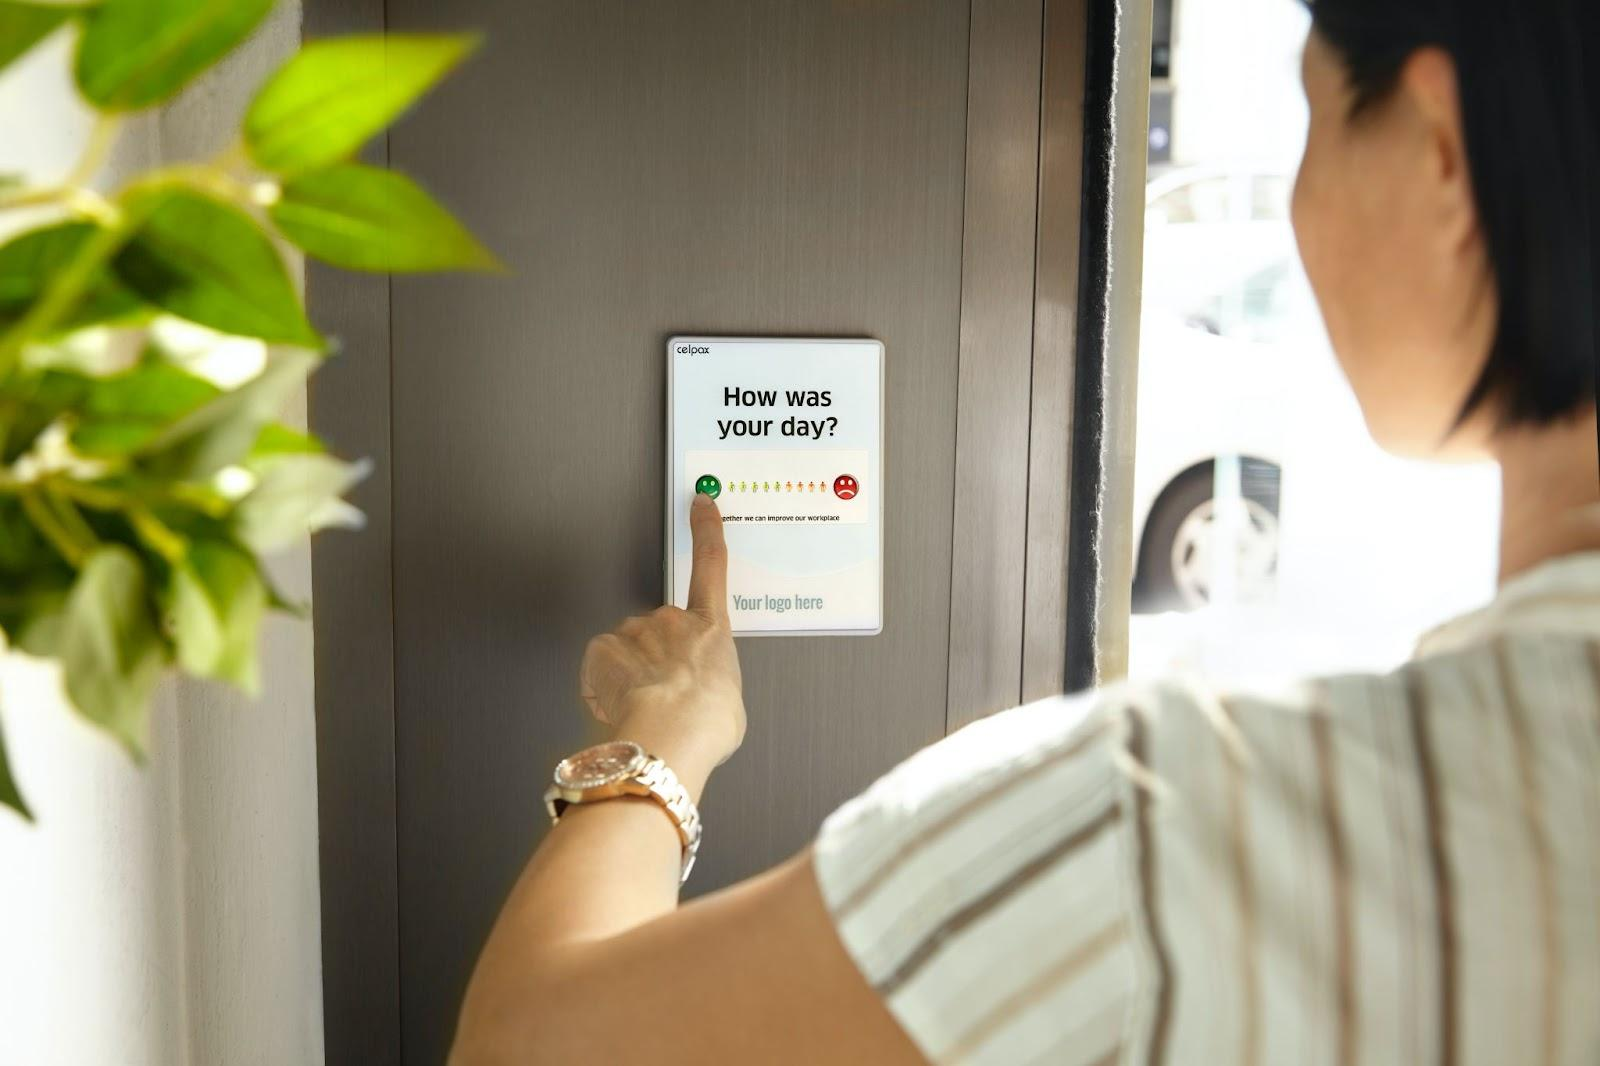 celpax
How was
your day?
we can improve our workplace
Your logo here